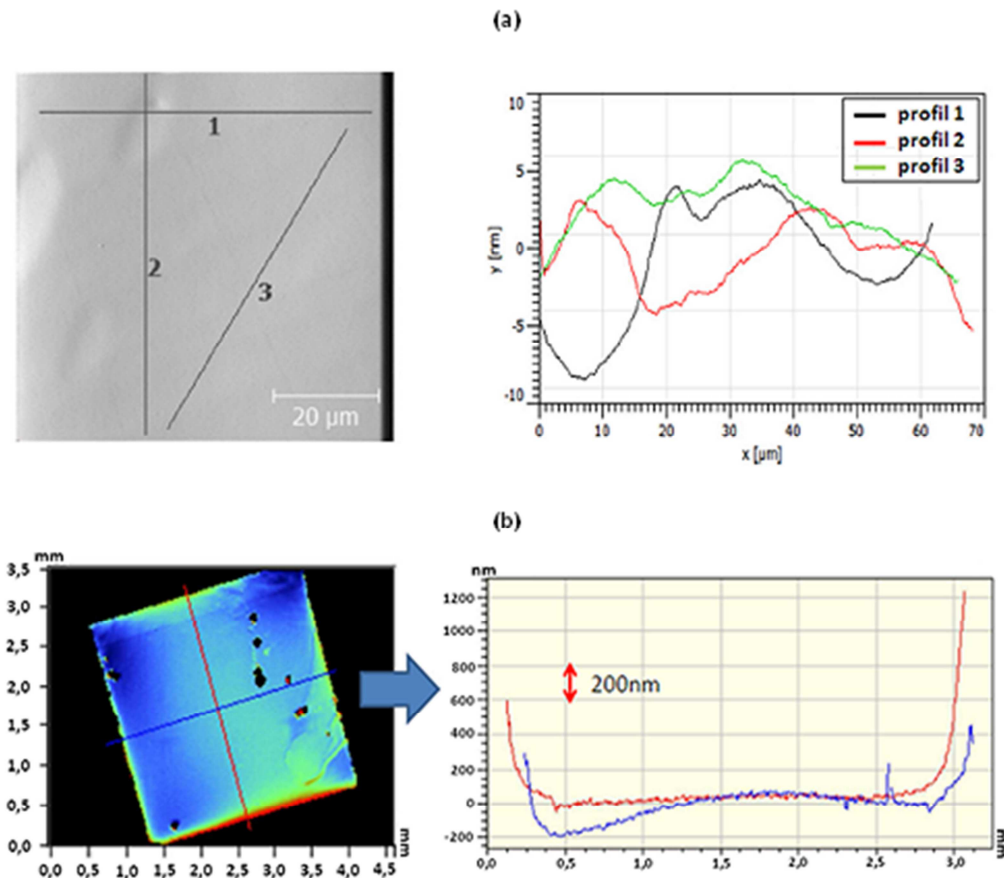 (a)
1
2
3
20 µm
10
5
0
-5
-10
y [nm]
profil 1
profil 2
profil 3
0 10 20 30 40 50 60 70
x [µm]
(b)
mm
3,5
3,0
2,5
2,0
1,5
1,0
0,5
0,0
0,0 0,5 1,0 1,5 2,0 2,5 3,0 3,5 4,0 4,5
mm
nm
1200
1000
800
600
400
200
0
-200
200nm
0,0 0,5 1,0 1,5 2,0 2,5 3,0
mm